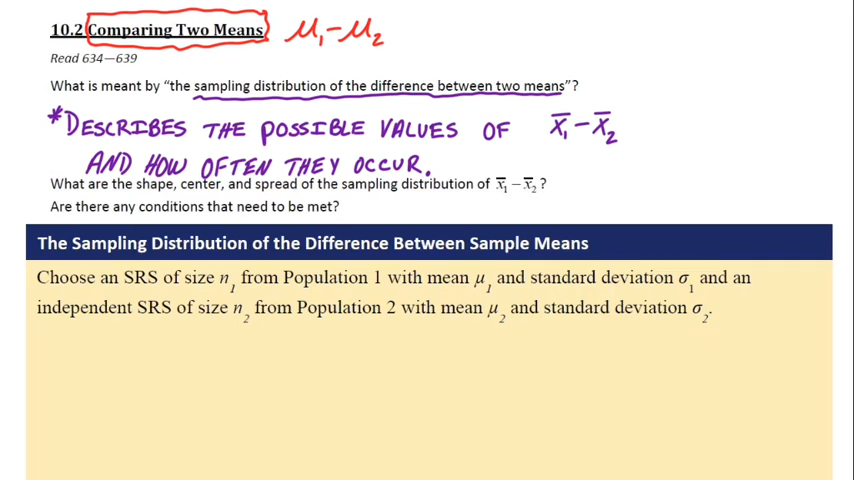 10.2 Comparing Two Means μ₁-μ₂
Read 634—639
What is meant by “the sampling distribution of the difference between two means”?
*DESCRIBES THE POSSIBLE VALUES OF x̄₁-x̄₂
AND HOW OFTEN THEY OCCUR.
What are the shape, center, and spread of the sampling distribution of x̄₁ – x̄₂ ?
Are there any conditions that need to be met?
The Sampling Distribution of the Difference Between Sample Means
Choose an SRS of size n₁ from Population 1 with mean μ₁ and standard deviation σ₁ and an
independent SRS of size n₂ from Population 2 with mean μ₂ and standard deviation σ₂.